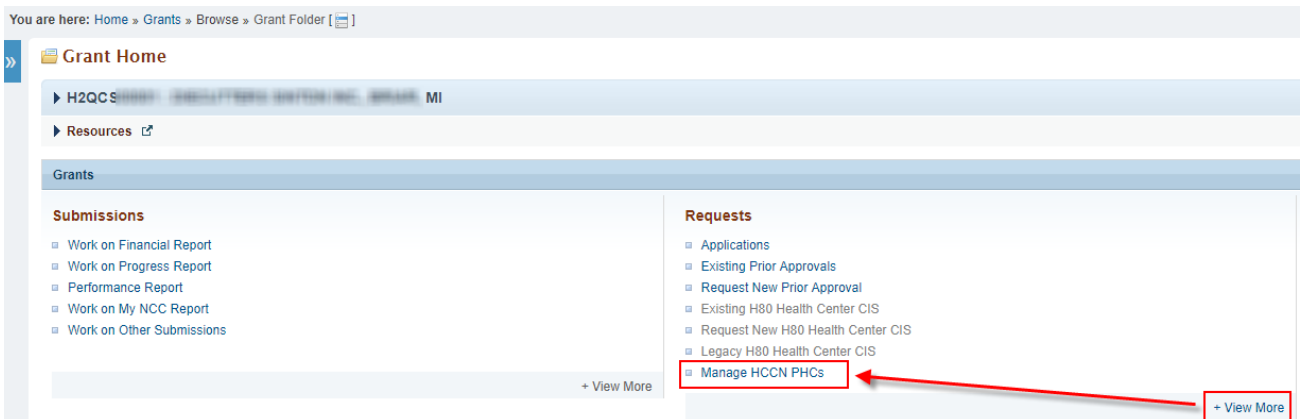 You are here: Home » Grants » Browse » Grant Folder [ ]
»
Grant Home
H2QCS MI
Resources
Grants
Submissions
Work on Financial Report
Work on Progress Report
Performance Report
Work on My NCC Report
Work on Other Submissions
+ View More
Requests
Applications
Existing Prior Approvals
Request New Prior Approval
Existing H80 Health Center CIS
Request New H80 Health Center CIS
Legacy H80 Health Center CIS
Manage HCCN PHCs
+ View More